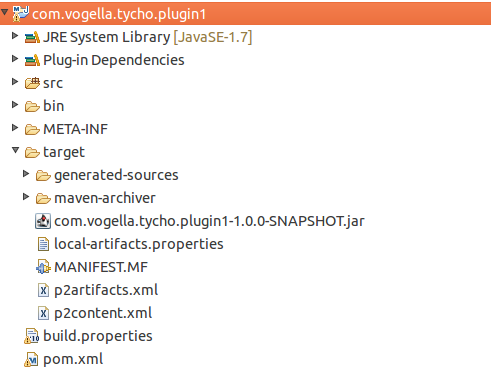 com.vogella.tycho.plugin1
JRE System Library [JavaSE-1.7]
Plug-in Dependencies
src
bin
META-INF
target
generated-sources
maven-archiver
com.vogella.tycho.plugin1-1.0.0-SNAPSHOT.jar
local-artifacts.properties
MANIFEST.MF
p2artifacts.xml
p2content.xml
build.properties
pom.xml